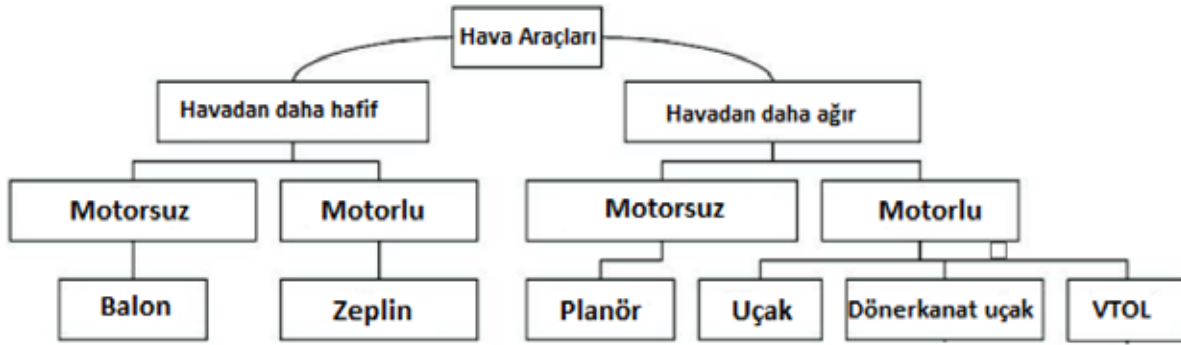 Hava Araçları
Havadan daha hafif
Havadan daha ağır
Motorsuz
Motorlu
Motorsuz
Motorlu
Balon
Zeplin
Planör
Uçak
Dönerkanat uçak
VTOL